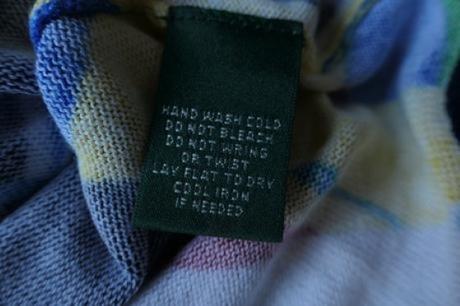 HAND WASH COLD
DO NOT BLEACH
DO NOT WRING
OR TWIST
LAY FLAT TO DRY
COOL IRON
IF NEEDED